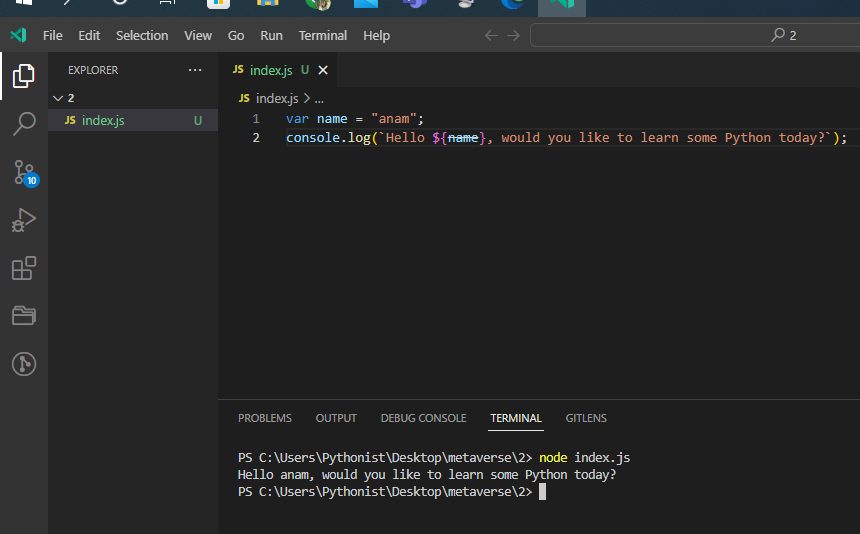 File Edit Selection View Go Run Terminal Help
2
EXPLORER ...
2
JS index.js U
10
JS index.js U
JS index.js > ...
1 var name = "anam";
2 console.log(`Hello ${name}, would you like to learn some Python today?`);
PROBLEMS OUTPUT DEBUG CONSOLE TERMINAL GITLENS
PS C:\Users\Pythonist\Desktop\metaverse\2> node index.js
Hello anam, would you like to learn some Python today?
PS C:\Users\Pythonist\Desktop\metaverse\2>